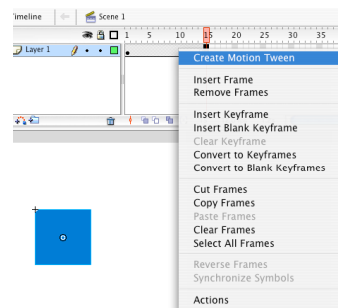 Timeline Scene 1
1 5 10 15 20 25 30 35
Layer 1
Create Motion Tween
Insert Frame
Remove Frames
Insert Keyframe
Insert Blank Keyframe
Clear Keyframe
Convert to Keyframes
Convert to Blank Keyframes
Cut Frames
Copy Frames
Paste Frames
Clear Frames
Select All Frames
Reverse Frames
Synchronize Symbols
Actions